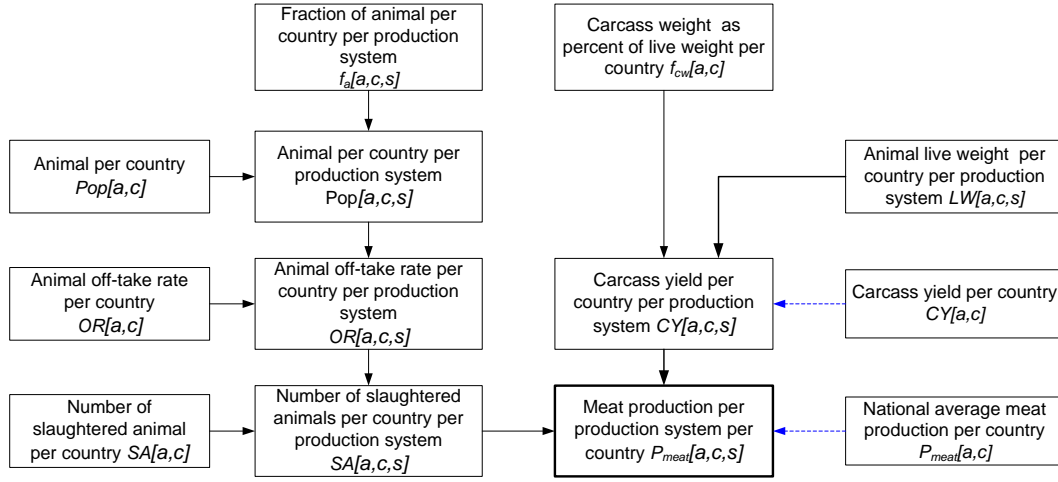 Fraction of animal per
country per production
system
fa[a,c,s]
Carcass weight as
percent of live weight per
country fcw[a,c]
Animal per country
Pop[a,c]
Animal per country per
production system
Pop[a,c,s]
Animal live weight per
country per production
system LW[a,c,s]
Animal off-take rate
per country
OR[a,c]
Animal off-take rate per
country per production
system
OR[a,c,s]
Carcass yield per
country per production
system CY[a,c,s]
Carcass yield per country
CY[a,c]
Number of
slaughtered animal
per country SA[a,c]
Number of slaughtered
animals per country per
production system
SA[a,c,s]
Meat production per
production system per
country Pmeat[a,c,s]
National average meat
production per country
Pmeat[a,c]